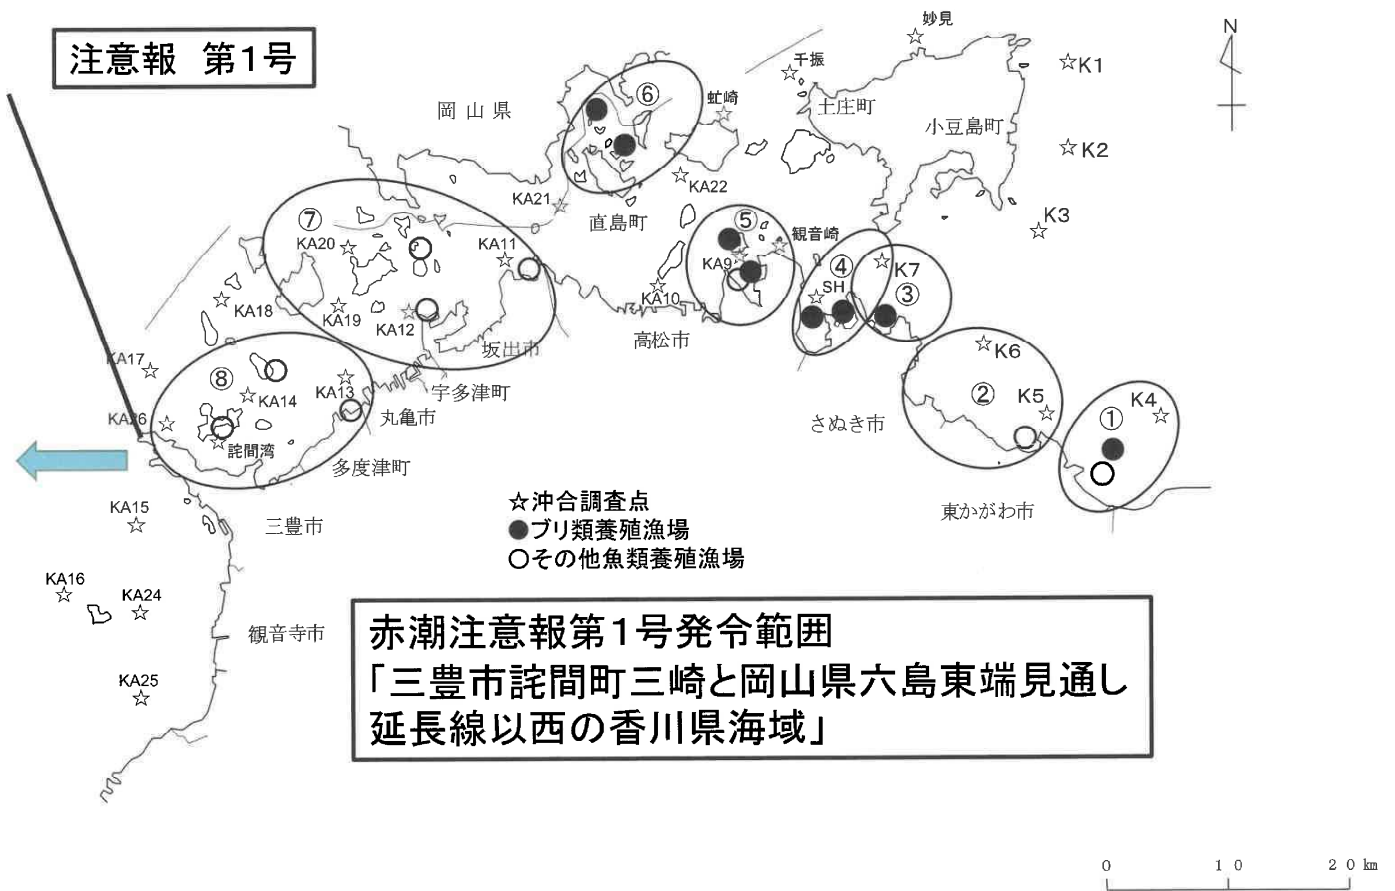 注意報 第1号
妙見
N
千振
K1
⑥
虻崎
岡山県
土庄町
小豆島町
K2
KA22
KA21
K3
⑦
直島町
⑤
観音崎
KA20
KA11
KA9
④
K7
SH
③
KA10
KA18
KA19
KA12
高松市
坂出市
K6
KA17
⑧
KA13
宇多津町
②
K5
①
K4
KA14
丸亀市
さぬき市
KA26
詫間湾
多度津町
☆沖合調査点
KA15
三豊市
東かがわ市
●ブリ類養殖漁場
○その他魚類養殖漁場
KA16
KA24
観音寺市
赤潮注意報第1号発令範囲
「三豊市詫間町三崎と岡山県六島東端見通し
延長線以西の香川県海域」
KA25
0 10 20km